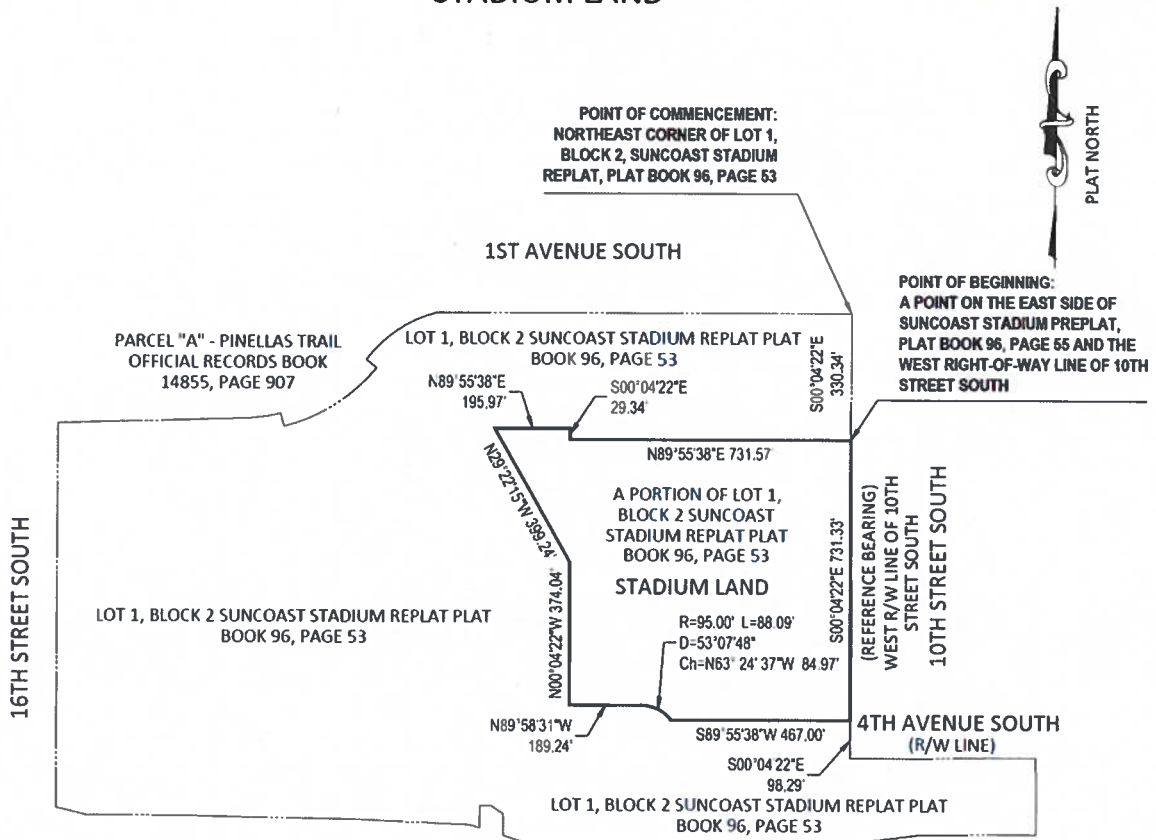 STADIUM LAND
POINT OF COMMENCEMENT:
NORTHEAST CORNER OF LOT 1,
BLOCK 2, SUNCOAST STADIUM
REPLAT, PLAT BOOK 96, PAGE 53
PLAT NORTH
1ST AVENUE SOUTH
POINT OF BEGINNING:
A POINT ON THE EAST SIDE OF
SUNCOAST STADIUM PREPLAT,
PLAT BOOK 96, PAGE 55 AND THE
WEST RIGHT-OF-WAY LINE OF 10TH
STREET SOUTH
PARCEL "A" - PINELLAS TRAIL
OFFICIAL RECORDS BOOK
14855, PAGE 907
LOT 1, BLOCK 2 SUNCOAST STADIUM REPLAT PLAT
BOOK 96, PAGE 53
S00°04'22"E
330.34'
N89°55'38"E
195.97'
S00°04'22"E
29.34'
N89°55'38"E 731.57'
N29°22'15"W 399.24'
A PORTION OF LOT 1,
BLOCK 2 SUNCOAST
STADIUM REPLAT PLAT
BOOK 96, PAGE 53
STADIUM LAND
S00°04'22"E 731.33'
(REFERENCE BEARING)
WEST R/W LINE OF 10TH
STREET SOUTH
10TH STREET SOUTH
16TH STREET SOUTH
LOT 1, BLOCK 2 SUNCOAST STADIUM REPLAT PLAT
BOOK 96, PAGE 53
N00°04'22"W 374.04'
R=95.00' L=88.09'
D=53°07'48"
Ch=N63° 24' 37"W 84.97'
N89°58'31"W
189.24'
S89°55'38"W 467.00'
4TH AVENUE SOUTH
(R/W LINE)
S00°04'22"E
98.29'
LOT 1, BLOCK 2 SUNCOAST STADIUM REPLAT PLAT
BOOK 96, PAGE 53